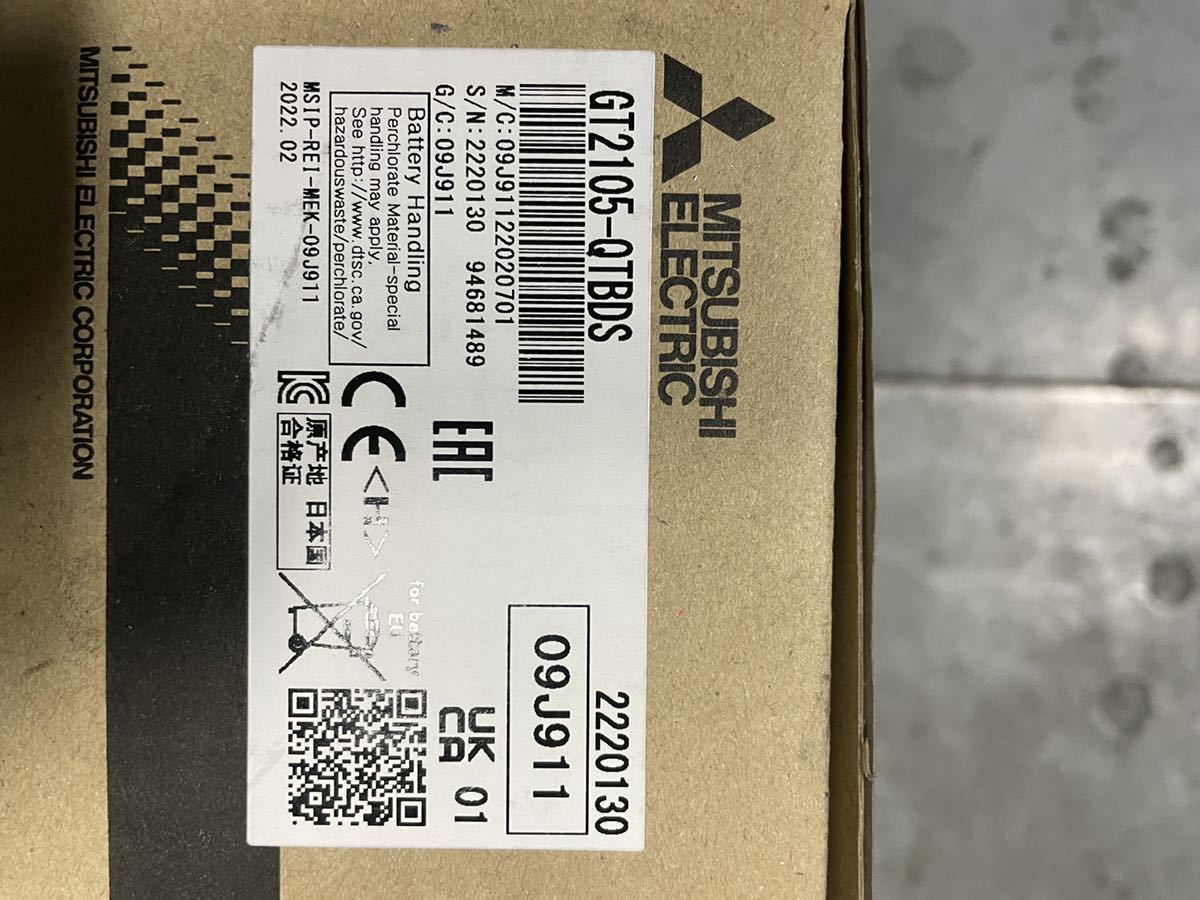 MITSUBISHI
ELECTRIC
GT2105-QTBDS
2220130
M/C:09J91122020701
09J911
S/N:2220130 94681489
G/C:09J911
EAC
UK
CA
01
Battery Handling
Perchlorate Material-special
handling may apply,
See http://www.dtsc.ca.gov/
hazardouswaste/perchlorate/
CE
<H>
for battery
EU
MSIP-REI-MEK-09J911
2022.02
原产地 日本国
合格证
MITSUBISHI ELECTRIC CORPORATION